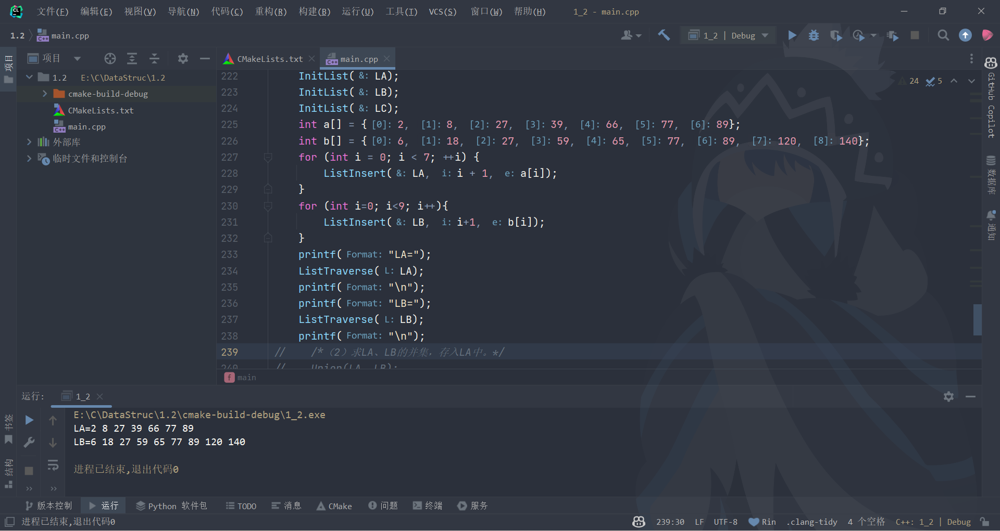 文件(F) 编辑(E) 视图(V) 导航(N) 代码(C) 重构(R) 构建(B) 运行(U) 工具(T) VCS(S) 窗口(W) 帮助(H) 1_2 - main.cpp
1.2 main.cpp 1_2 | Debug
项目 CMakeLists.txt main.cpp
项目
1.2 E:\C\DataStruc\1.2
cmake-build-debug
CMakeLists.txt
main.cpp
外部库
临时文件和控制台
24 5
222 InitList( &: LA);
223 InitList( &: LB);
224 InitList( &: LC);
225 int a[] = { [0]: 2, [1]: 8, [2]: 27, [3]: 39, [4]: 66, [5]: 77, [6]: 89};
226 int b[] = { [0]: 6, [1]: 18, [2]: 27, [3]: 59, [4]: 65, [5]: 77, [6]: 89, [7]: 120, [8]: 140};
227 for (int i = 0; i < 7; ++i) {
228 ListInsert( &: LA, i: i + 1, e: a[i]);
229 }
230 for (int i=0; i<9; i++){
231 ListInsert( &: LB, i: i+1, e: b[i]);
232 }
233 printf( Format: "LA=");
234 ListTraverse( L: LA);
235 printf( Format: "\n");
236 printf( Format: "LB=");
237 ListTraverse( L: LB);
238 printf( Format: "\n");
239 // /*（2）求LA、LB的并集，存入LA中。*/
240 // Union(LA, LB);
f main
GitHub Copilot
数据库
通知
运行: 1_2
E:\C\DataStruc\1.2\cmake-build-debug\1_2.exe
LA=2 8 27 39 66 77 89
LB=6 18 27 59 65 77 89 120 140
进程已结束,退出代码0
书签
结构
版本控制 运行 Python 软件包 TODO 消息 CMake 问题 终端 服务
进程已结束,退出代码0 239:30 LF UTF-8 Rin .clang-tidy 4 个空格 C++: 1_2 | Debug